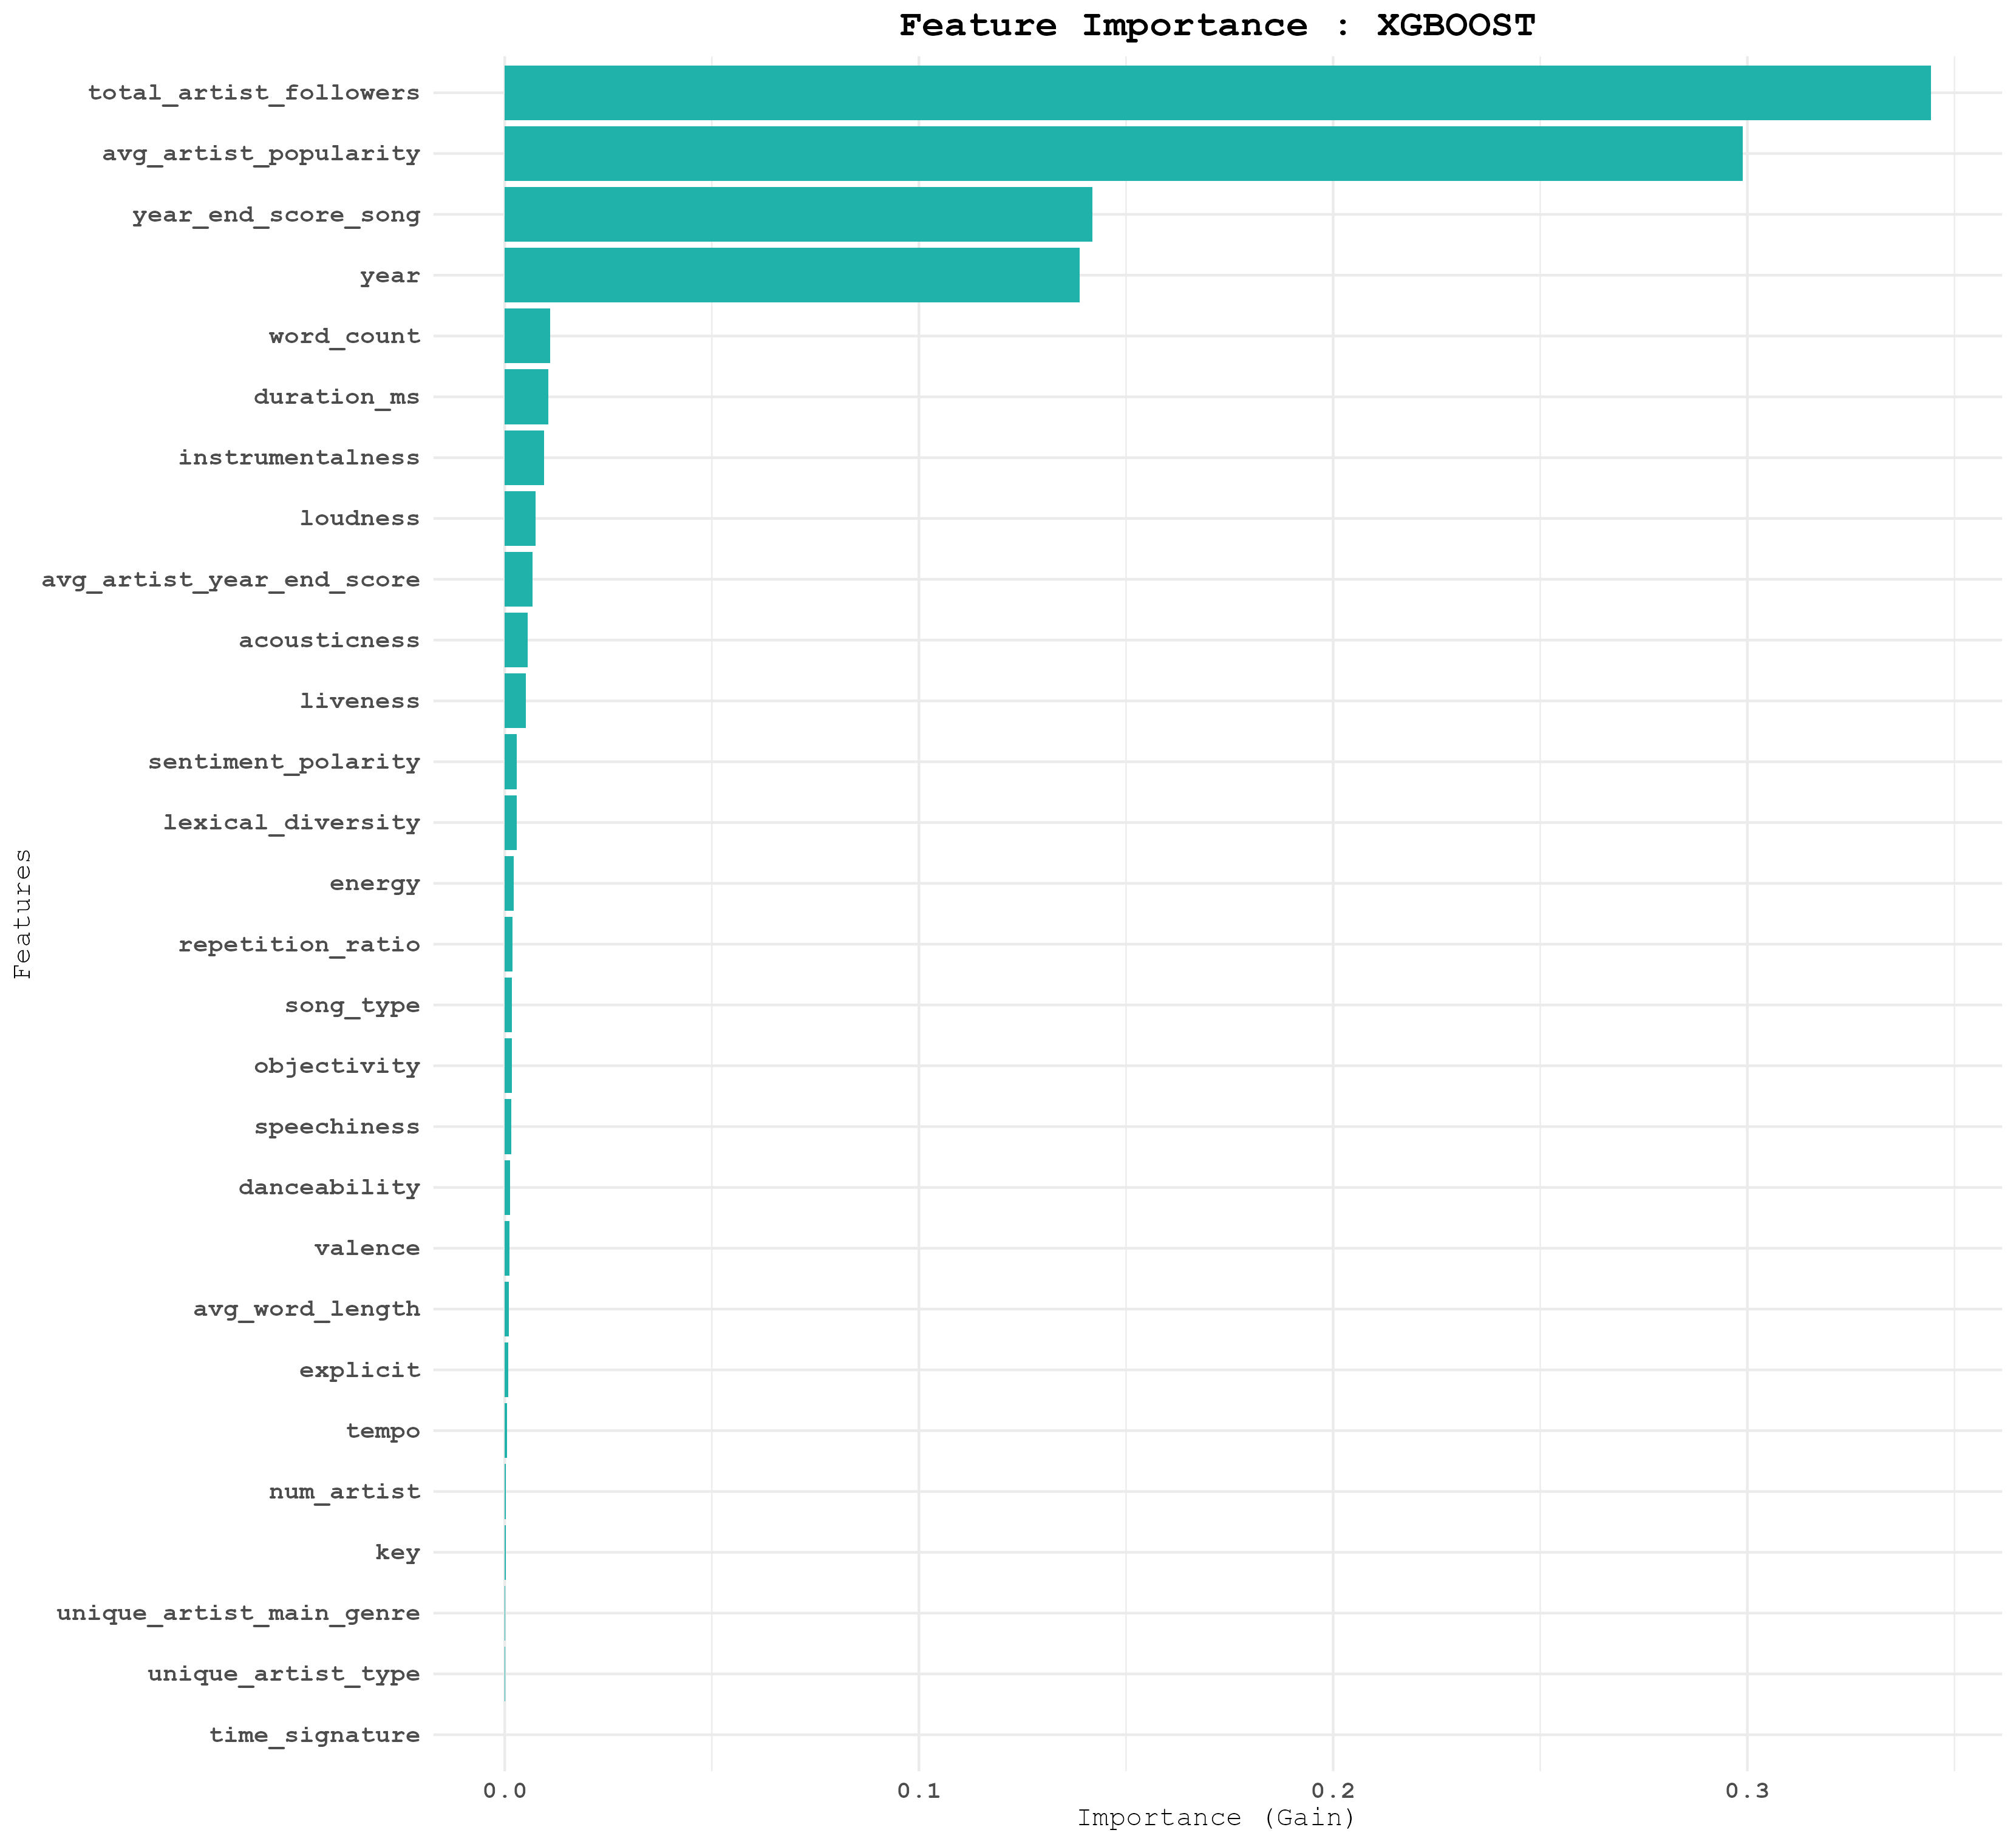 Feature Importance : XGBOOST
total_artist_followers
avg_artist_popularity
year_end_score_song
year
word_count
duration_ms
instrumentalness
loudness
avg_artist_year_end_score
acousticness
liveness
sentiment_polarity
lexical_diversity
energy
repetition_ratio
song_type
objectivity
speechiness
danceability
valence
avg_word_length
explicit
tempo
num_artist
key
unique_artist_main_genre
unique_artist_type
time_signature
Features
0.0 0.1 0.2 0.3
Importance (Gain)